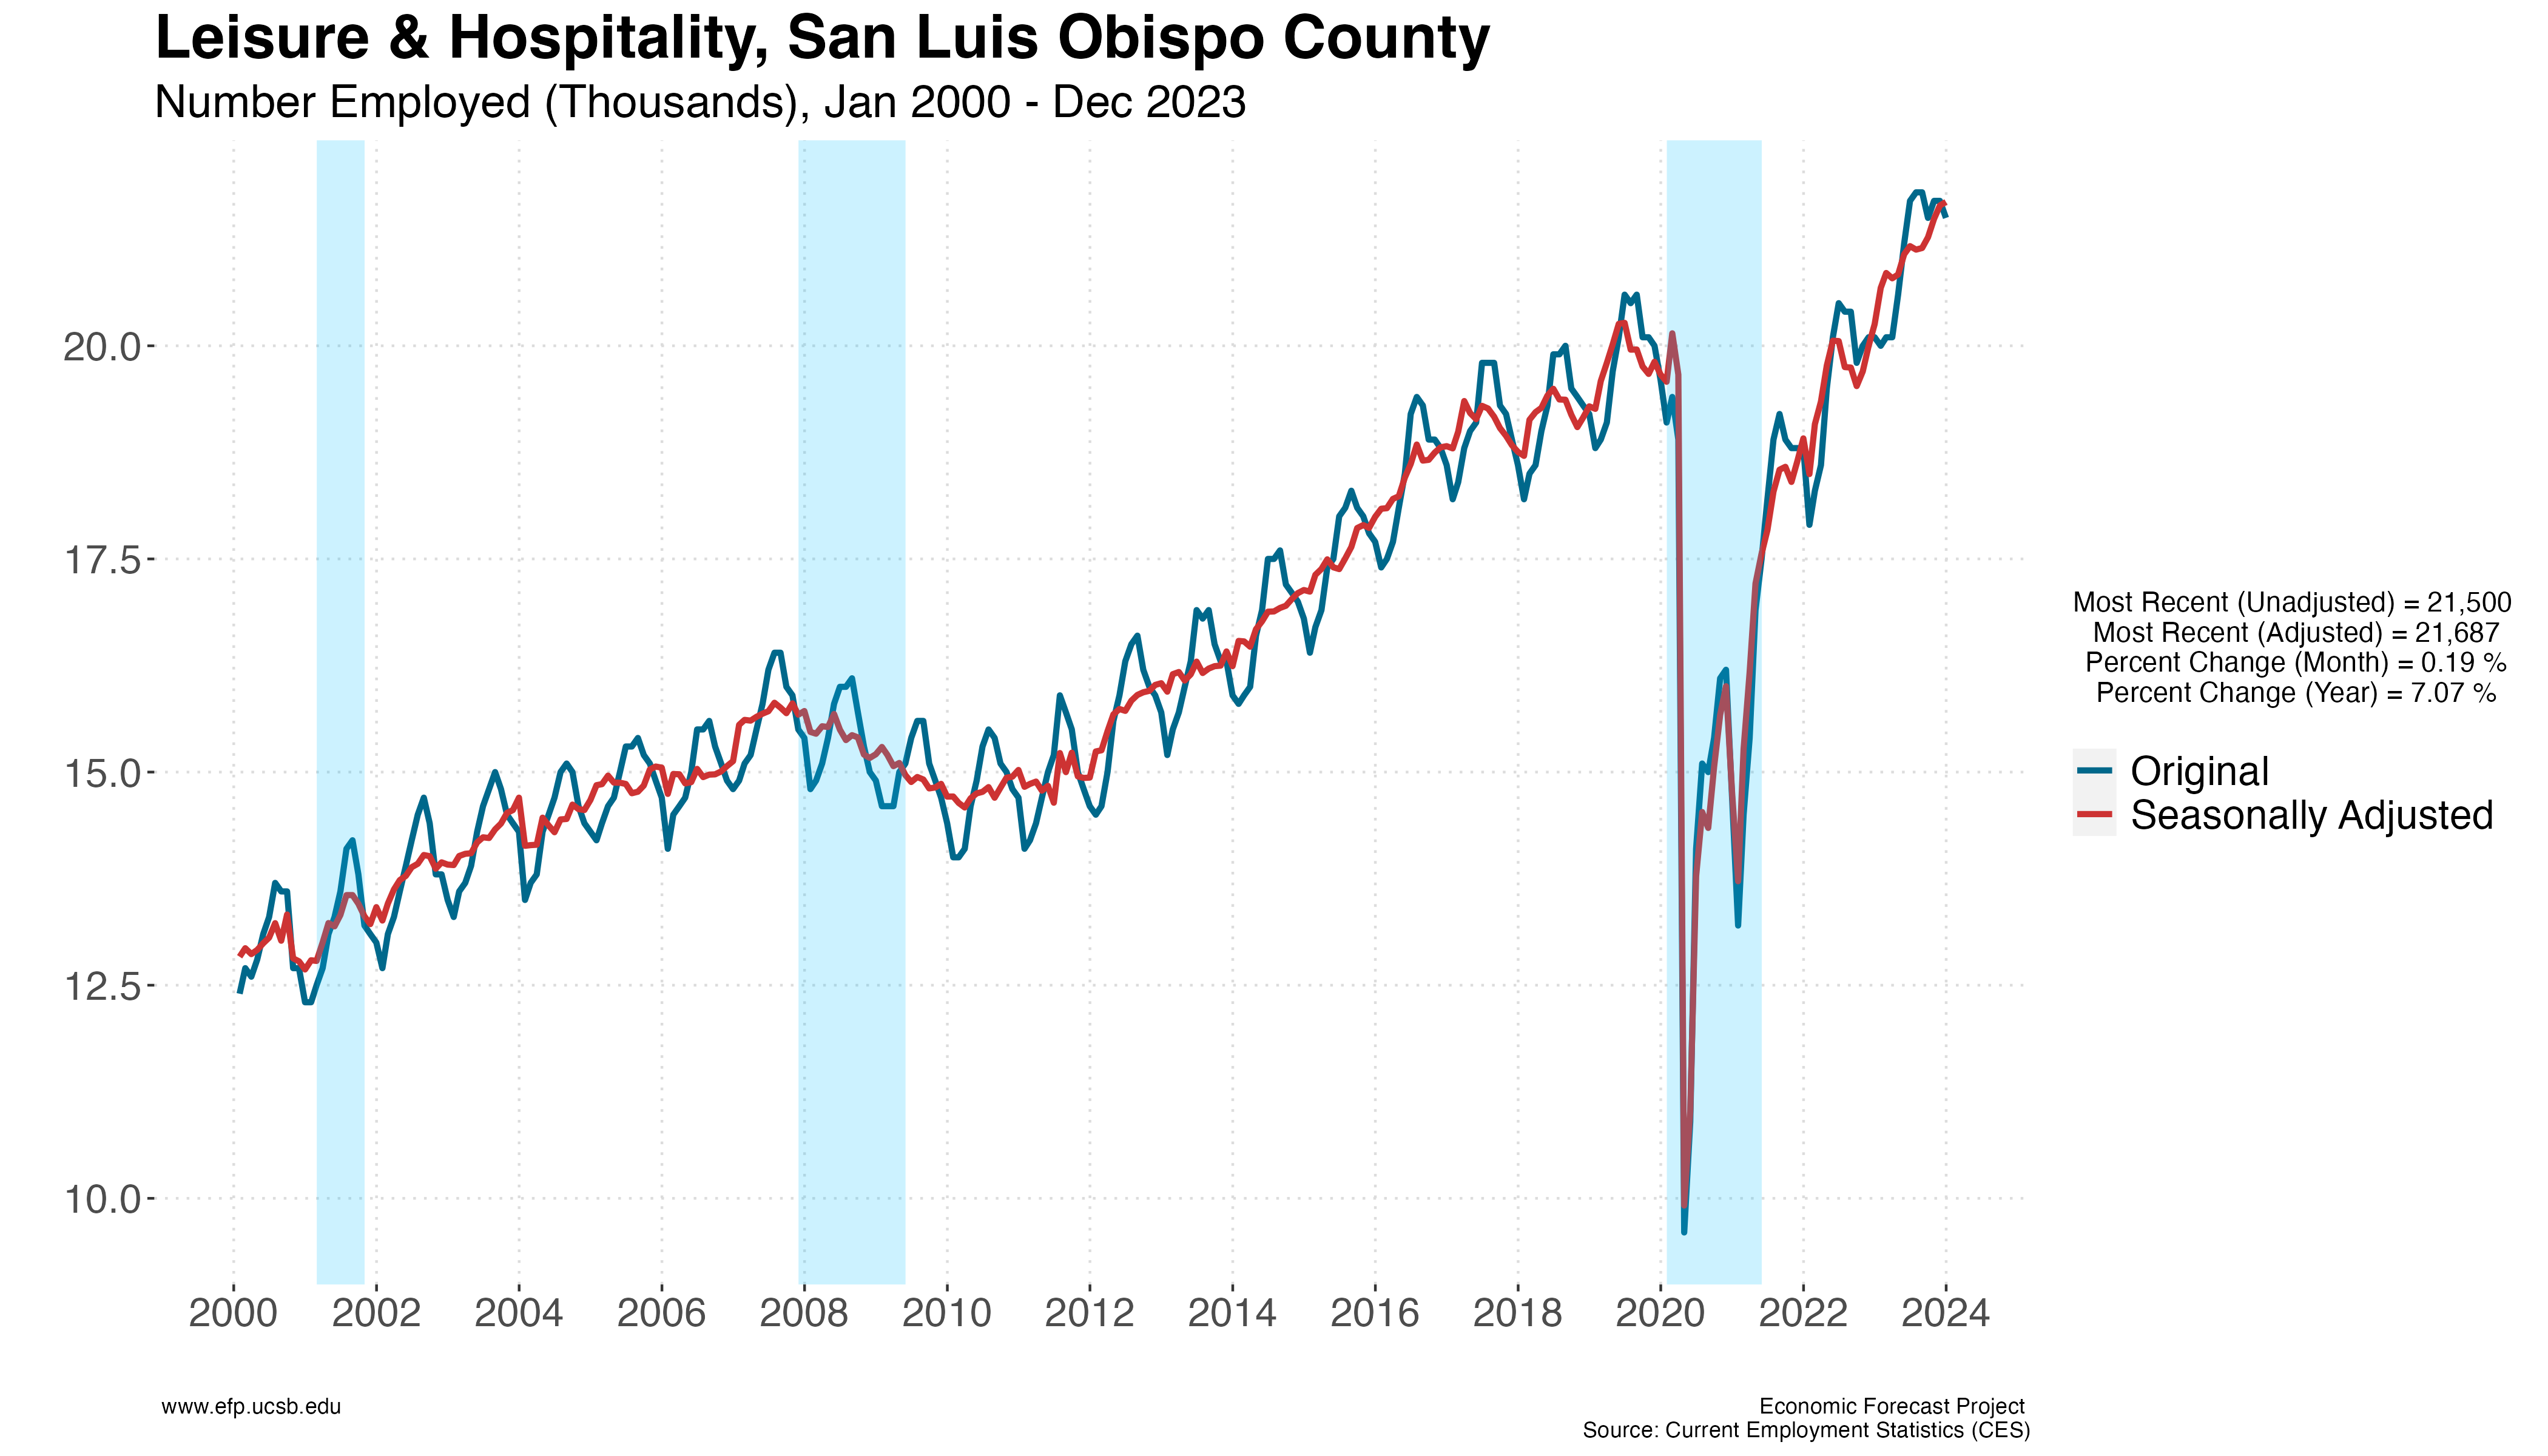 Leisure & Hospitality, San Luis Obispo County
Number Employed (Thousands), Jan 2000 - Dec 2023
20.0
17.5
15.0
12.5
10.0
2000 2002 2004 2006 2008 2010 2012 2014 2016 2018 2020 2022 2024
Most Recent (Unadjusted) = 21,500
Most Recent (Adjusted) = 21,687
Percent Change (Month) = 0.19 %
Percent Change (Year) = 7.07 %
Original
Seasonally Adjusted
www.efp.ucsb.edu
Economic Forecast Project
Source: Current Employment Statistics (CES)